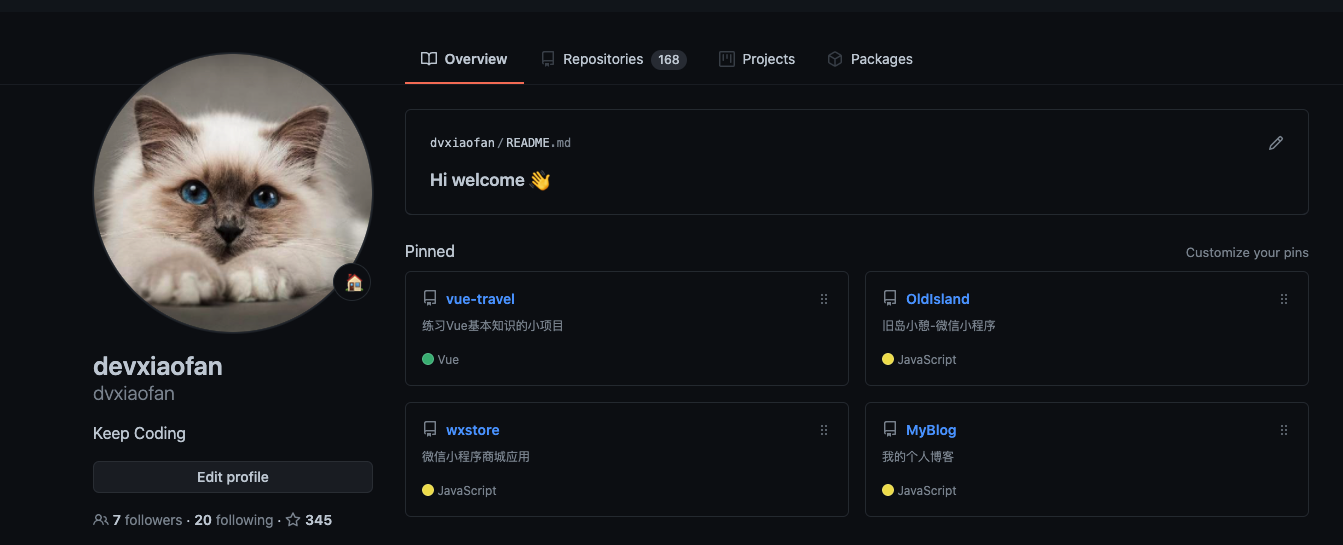 Overview
Repositories 168
Projects
Packages
dvxiaofan/README.md
Hi welcome 👋
Pinned
Customize your pins
vue-travel
练习Vue基本知识的小项目
Vue
OldIsland
旧岛小憩-微信小程序
JavaScript
wxstore
微信小程序商城应用
JavaScript
MyBlog
我的个人博客
JavaScript
devxiaofan
dvxiaofan
Keep Coding
Edit profile
7 followers · 20 following · 345